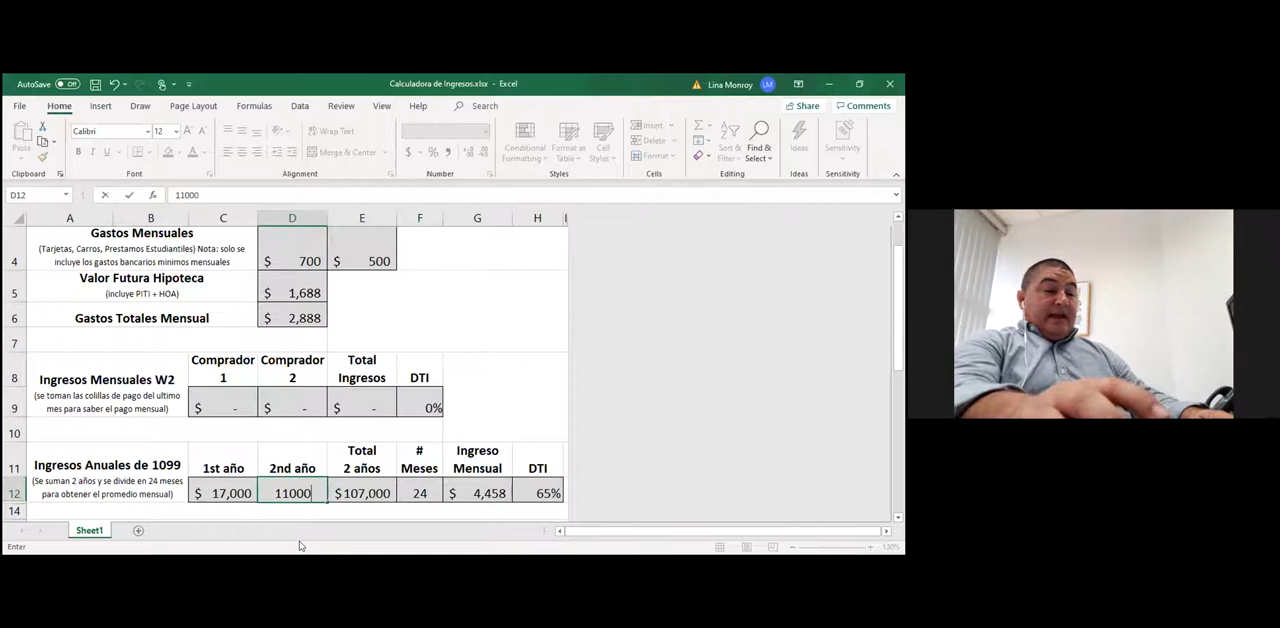 AutoSave Off
Calculadora de Ingresos.xlsx - Excel
Lina Monroy LM
File Home Insert Draw Page Layout Formulas Data Review View Help Search Share Comments
Paste
Calibri 12
B I U
Wrap Text
Merge & Center
$ %
Conditional Formatting
Format as Table
Cell Styles
Insert
Delete
Format
Sort & Filter
Find & Select
Ideas
Sensitivity
Clipboard Font Alignment Number Styles Cells Editing Ideas Sensitivity
D12 fx 11000
A B C D E F G H I
Gastos Mensuales
(Tarjetas, Carros, Prestamos Estudiantiles) Nota: solo se
4 incluye los gastos bancarios minimos mensuales $ 700 $ 500
Valor Futura Hipoteca
5 (incluye PITI + HOA) $ 1,688
6 Gastos Totales Mensual $ 2,888
7
Comprador Comprador Total
8 Ingresos Mensuales W2 1 2 Ingresos DTI
(se toman las colillas de pago del ultimo
9 mes para saber el pago mensual) $ - $ - $ - 0%
10
Total # Ingreso
11 Ingresos Anuales de 1099 1st año 2nd año 2 años Meses Mensual DTI
(Se suman 2 años y se divide en 24 meses
12 para obtener el promedio mensual) $ 17,000 11000 $107,000 24 $ 4,458 65%
14
Sheet1
Enter 130%